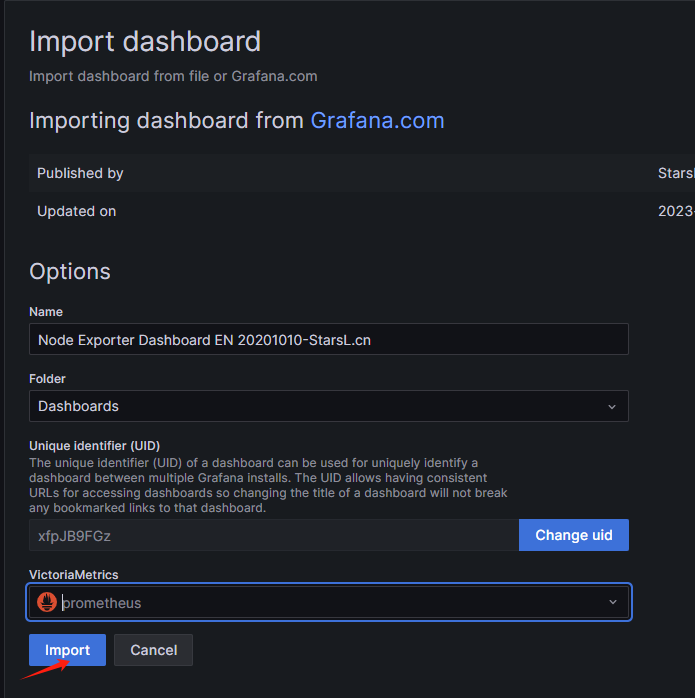 Import dashboard
Import dashboard from file or Grafana.com
Importing dashboard from Grafana.com
Published by Stars
Updated on 2023-
Options
Name
Node Exporter Dashboard EN 20201010-StarsL.cn
Folder
Dashboards
Unique identifier (UID)
The unique identifier (UID) of a dashboard can be used for uniquely identify a
dashboard between multiple Grafana installs. The UID allows having consistent
URLs for accessing dashboards so changing the title of a dashboard will not break
any bookmarked links to that dashboard.
xfpJB9FGz Change uid
VictoriaMetrics
prometheus
Import Cancel